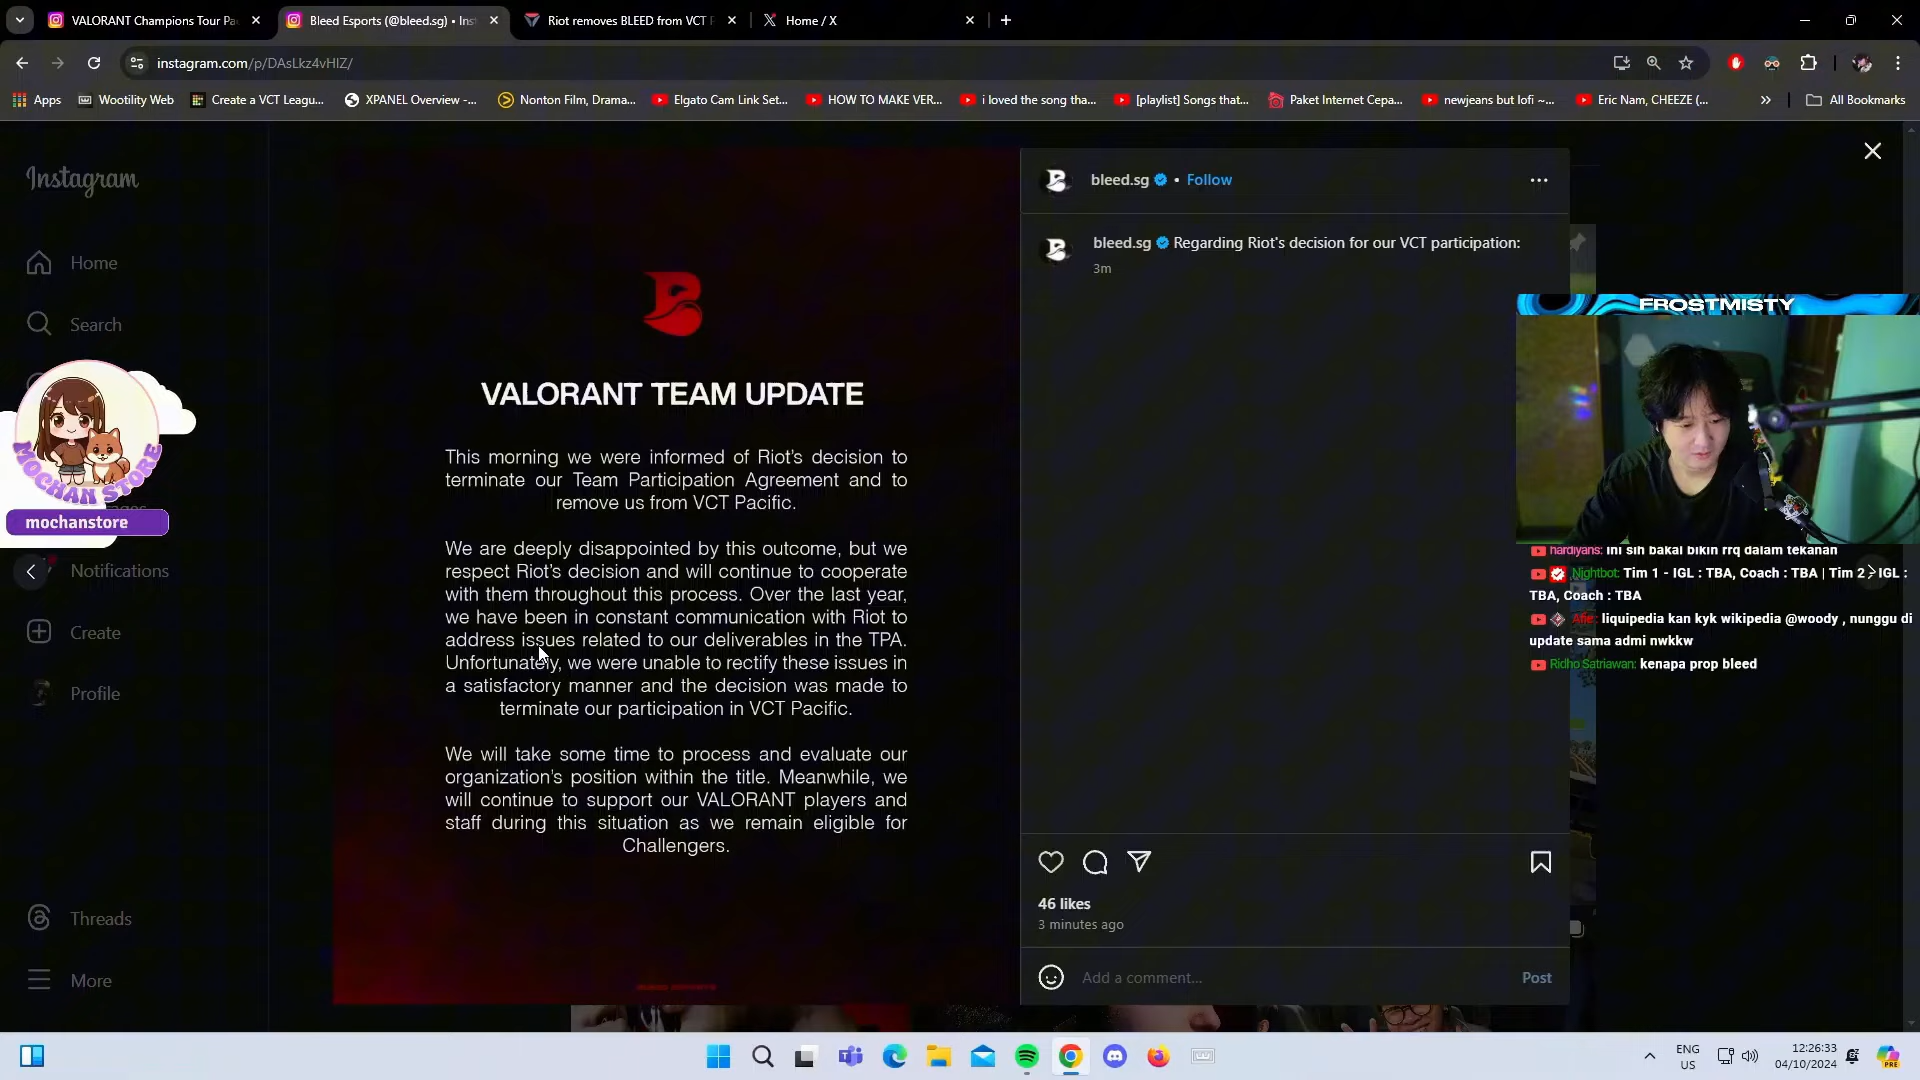 VALORANT Champions Tour Pa
Bleed Esports (@bleed.sg) • Ins
Riot removes BLEED from VCT P
Home / X
instagram.com/p/DAsLkz4vHIZ/
Apps
Wootility Web
Create a VCT Leagu...
XPANEL Overview -...
Nonton Film, Drama...
Elgato Cam Link Set...
HOW TO MAKE VER...
i loved the song tha...
[playlist] Songs that...
Paket Internet Cepa...
newjeans but lofi ~...
Eric Nam, CHEEZE (...
All Bookmarks
Instagram
Home
Search
MOCHAN STORE
mochanstore
Notifications
Create
Profile
Threads
More
VALORANT TEAM UPDATE
This morning we were informed of Riot's decision to
terminate our Team Participation Agreement and to
remove us from VCT Pacific.
We are deeply disappointed by this outcome, but we
respect Riot's decision and will continue to cooperate
with them throughout this process. Over the last year,
we have been in constant communication with Riot to
address issues related to our deliverables in the TPA.
Unfortunately, we were unable to rectify these issues in
a satisfactory manner and the decision was made to
terminate our participation in VCT Pacific.
We will take some time to process and evaluate our
organization's position within the title. Meanwhile, we
will continue to support our VALORANT players and
staff during this situation as we remain eligible for
Challengers.
bleed.sg • Follow
bleed.sg Regarding Riot's decision for our VCT participation:
3m
46 likes
3 minutes ago
Add a comment...
Post
FROSTMISTY
hardiyans: ini sih bakal bikin rrq dalam tekanan
Nightbot: Tim 1 - IGL : TBA, Coach : TBA | Tim 2 - IGL :
TBA, Coach : TBA
Afie: liquipedia kan kyk wikipedia @woody , nunggu di
update sama admi nwkkw
Ridho Satriawan: kenapa prop bleed
ENG
US
12:26:33
04/10/2024
PRE